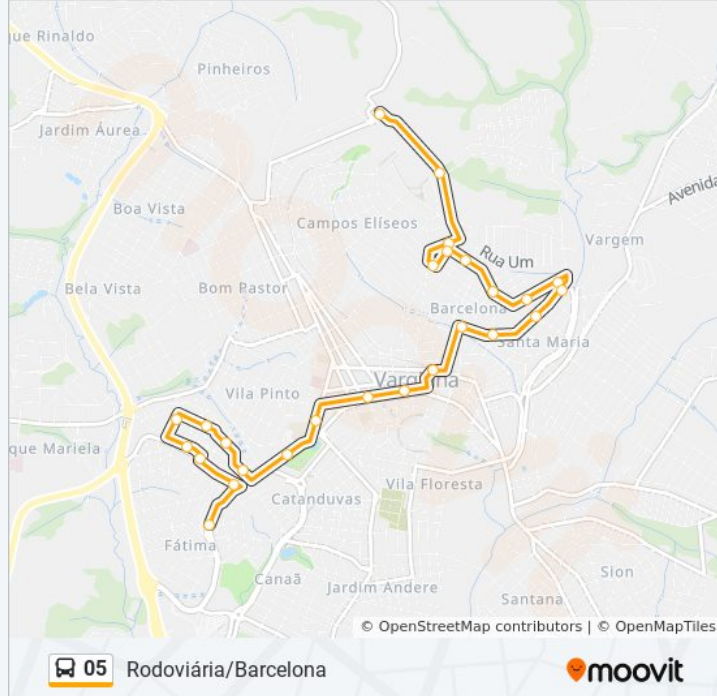 que Rinaldo
Pinheiros
Jardim Áurea
Avenida
Boa Vista
Campos Elíseos
Vargem
Rua Um
Bela Vista
Bom Pastor
Barcelona
Santa Maria
Varginha
Vila Pinto
que Mariela
Vila Floresta
Catanduvas
Fátima
Canaã
Jardim Andere
Sion
Santana
© OpenStreetMap contributors | © OpenMapTiles
05 Rodoviária/Barcelona
moovit